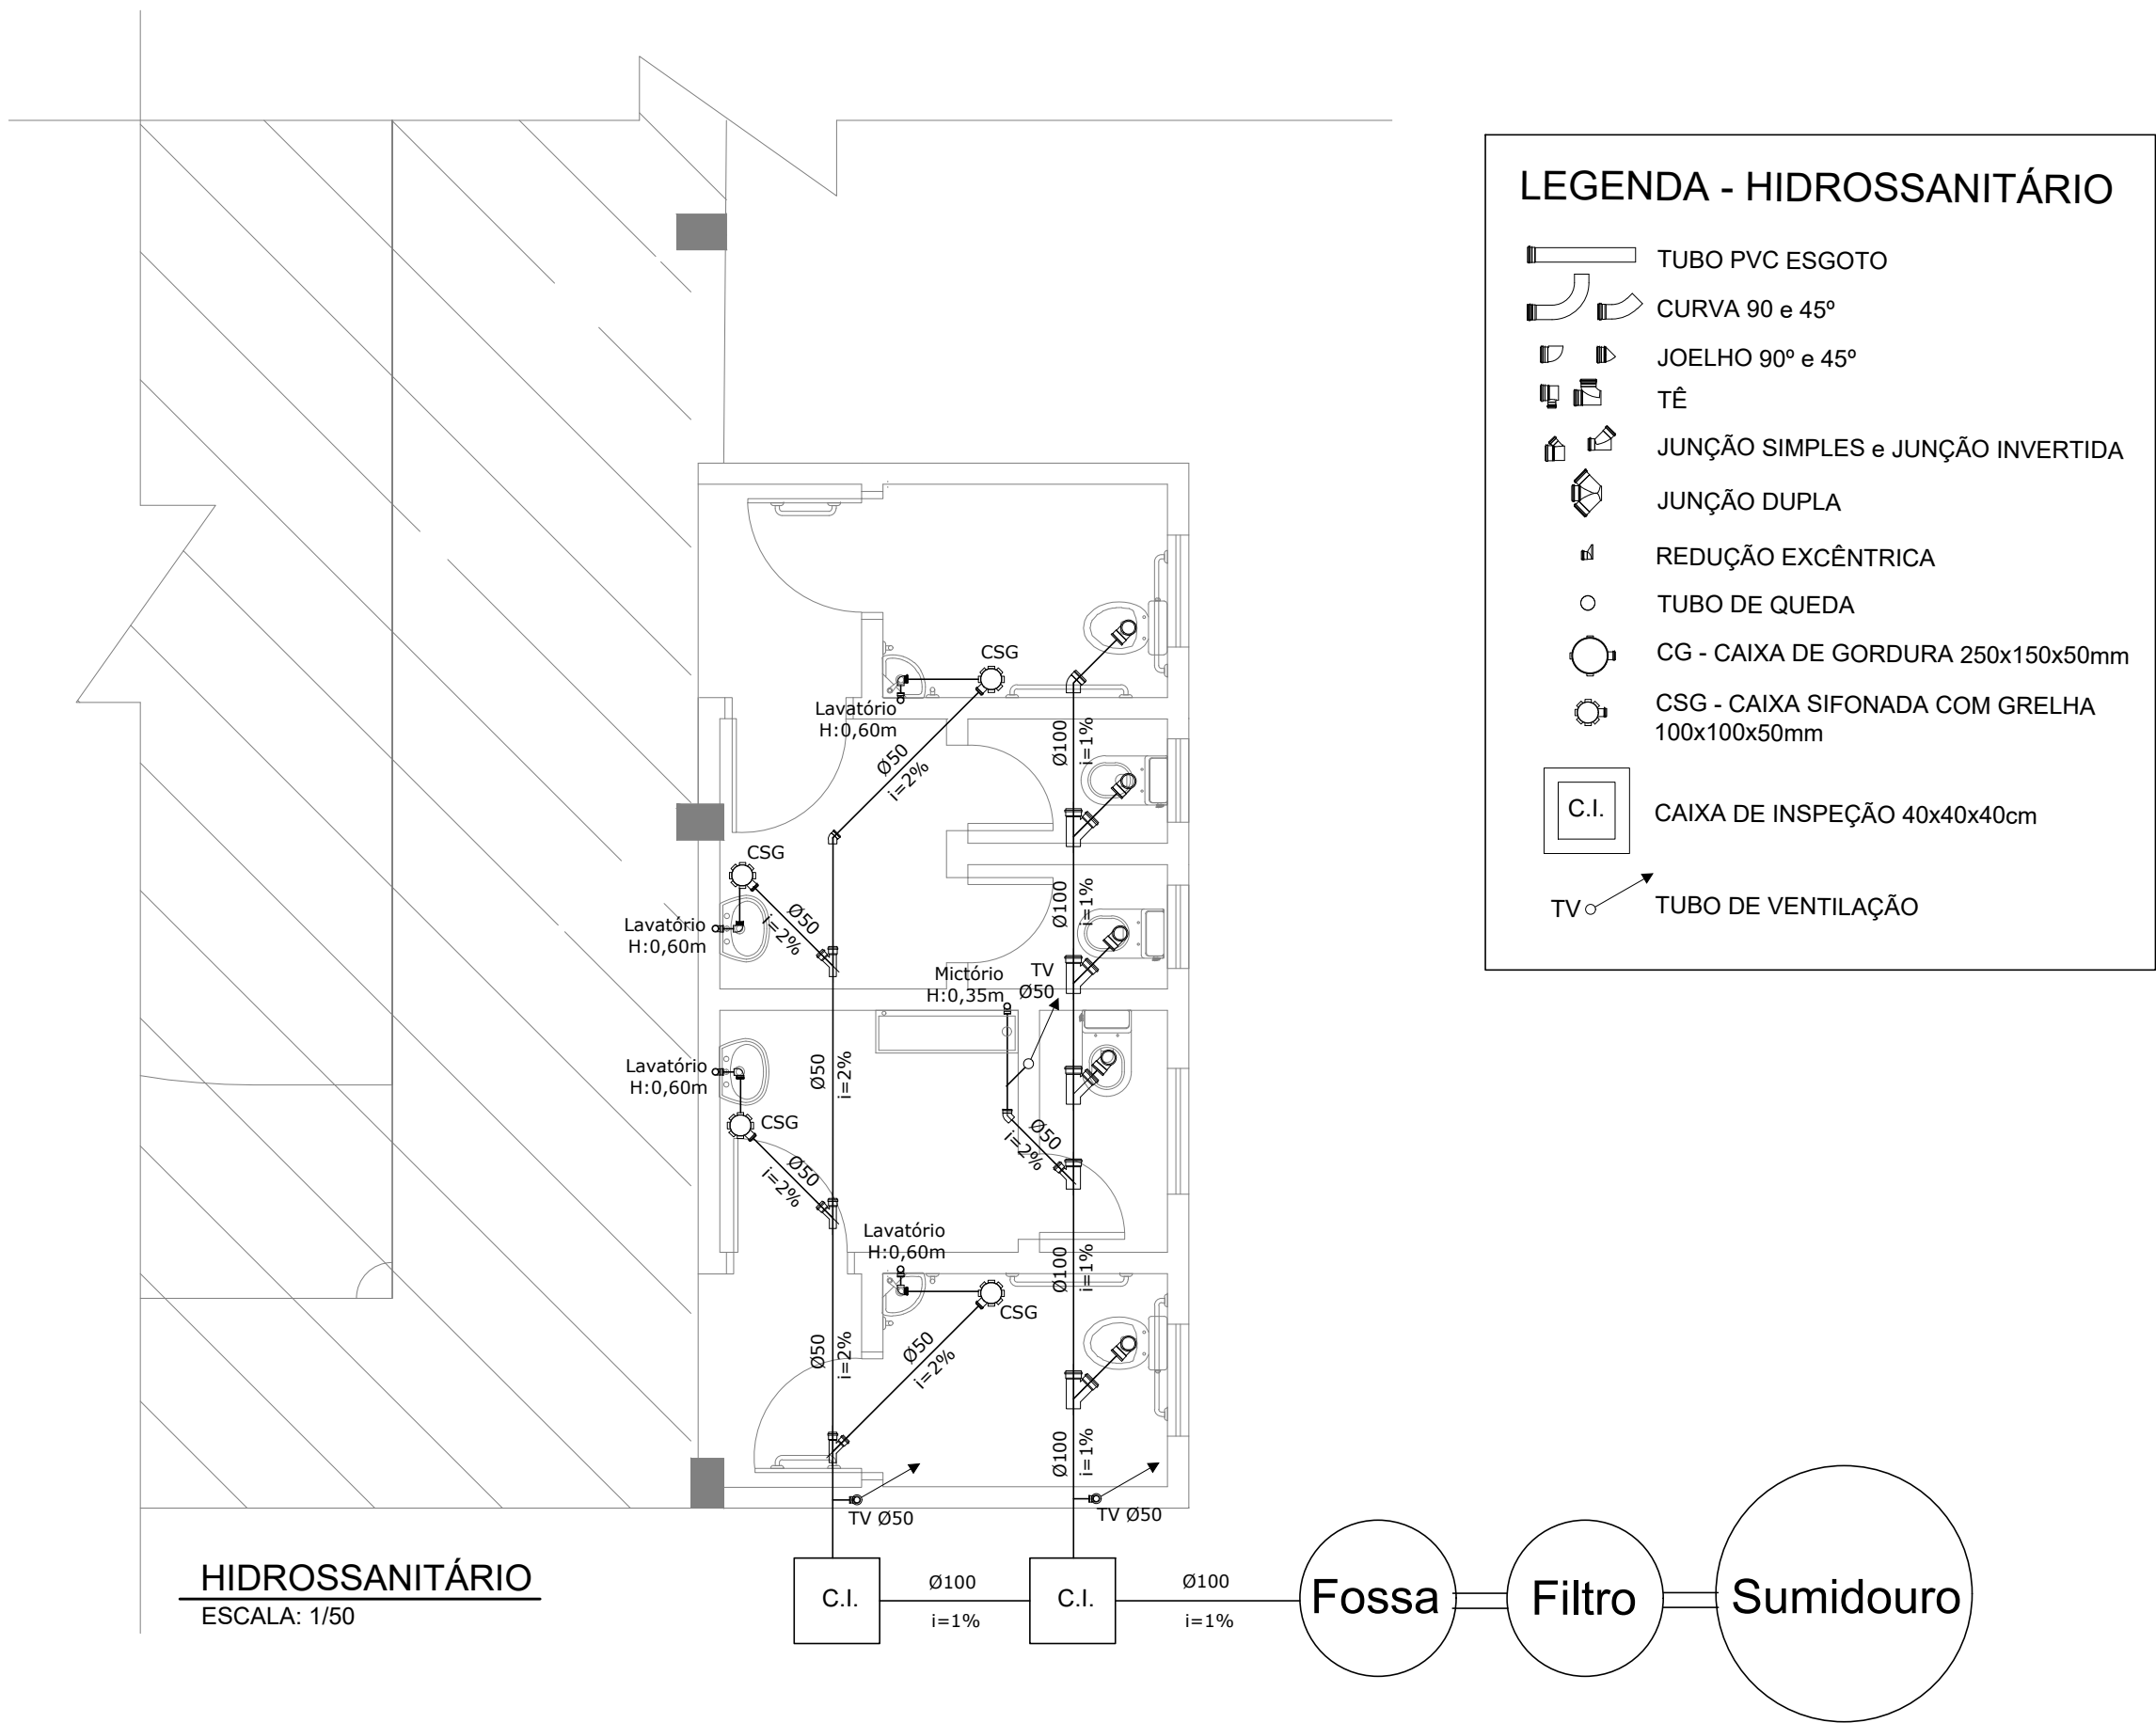 LEGENDA - HIDROSSANITÁRIO
TUBO PVC ESGOTO
CURVA 90 e 45º
JOELHO 90º e 45º
TÊ
JUNÇÃO SIMPLES e JUNÇÃO INVERTIDA
JUNÇÃO DUPLA
REDUÇÃO EXCÊNTRICA
TUBO DE QUEDA
CG - CAIXA DE GORDURA 250x150x50mm
CSG - CAIXA SIFONADA COM GRELHA
100x100x50mm
C.I.
CAIXA DE INSPEÇÃO 40x40x40cm
TV
TUBO DE VENTILAÇÃO
CSG
Lavatório
H:0,60m
Ø50
i=2%
Ø100
i=1%
CSG
Lavatório
H:0,60m
Ø50
i=2%
Ø100
i=1%
Mictório
H:0,35m
TV
Ø50
Lavatório
H:0,60m
Ø50
i=2%
CSG
Ø50
i=2%
Ø50
i=2%
Lavatório
H:0,60m
Ø100
i=1%
CSG
Ø50
i=2%
Ø50
i=2%
Ø100
i=1%
TV Ø50
TV Ø50
HIDROSSANITÁRIO
ESCALA: 1/50
C.I.
Ø100
i=1%
C.I.
Ø100
i=1%
Fossa
Filtro
Sumidouro